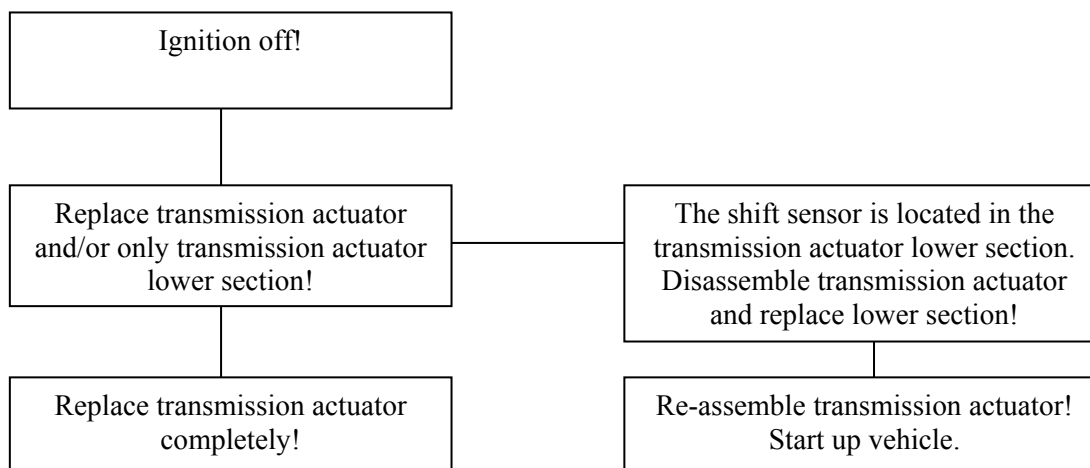 Ignition off!
Replace transmission actuator
and/or only transmission actuator
lower section!
The shift sensor is located in the
transmission actuator lower section.
Disassemble transmission actuator
and replace lower section!
Replace transmission actuator
completely!
Re-assemble transmission actuator!
Start up vehicle.